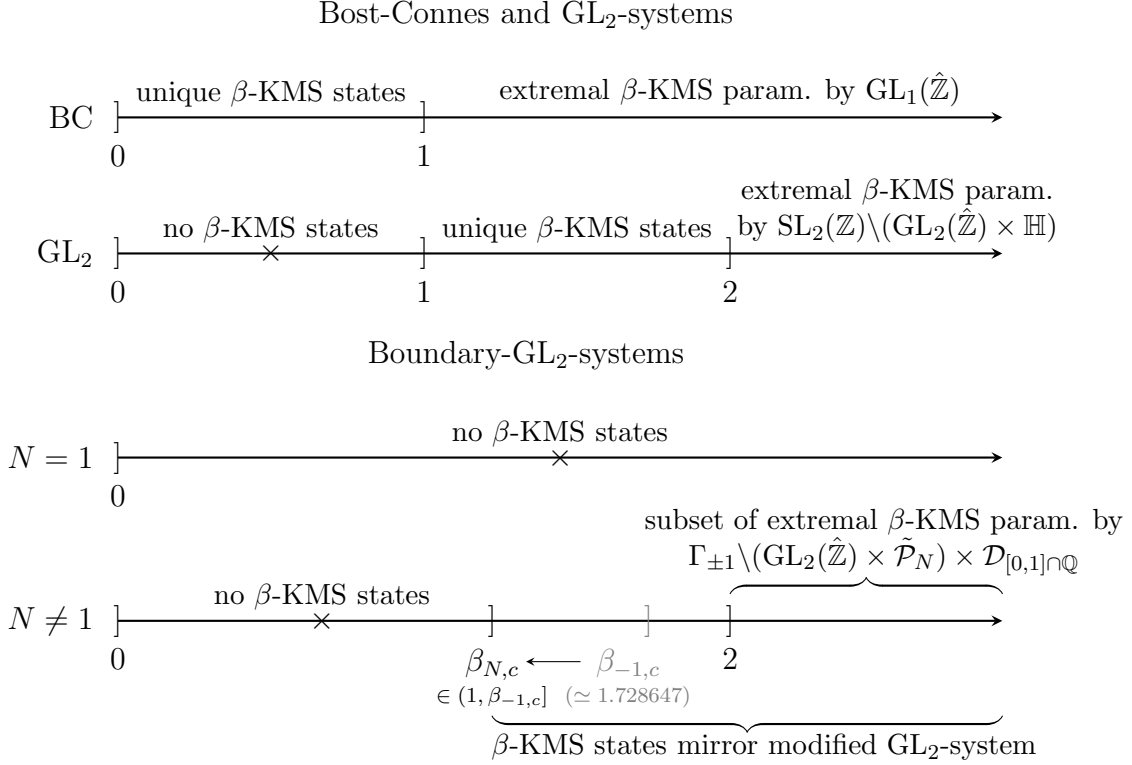 Bost-Connes and GL₂-systems
unique β-KMS states
extremal β-KMS param. by GL₁(ℤ̂)
BC
0
1
extremal β-KMS param.
no β-KMS states
unique β-KMS states
by SL₂(ℤ)\(GL₂(ℤ̂) × ℍ)
GL₂
0
1
2
Boundary-GL₂-systems
no β-KMS states
N = 1
0
subset of extremal β-KMS param. by
Γ±₁\(GL₂(ℤ̂) × 𝒫̃_N) × 𝒟_{[0,1]∩ℚ}
no β-KMS states
N ≠ 1
0
β_{N,c}
β_{−1,c}
2
∈ (1, β_{−1,c}]
(≃ 1.728647)
β-KMS states mirror modified GL₂-system